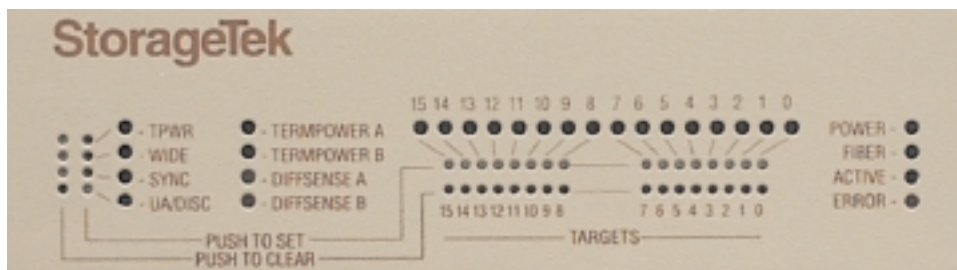 StorageTek
15 14 13 12 11 10 9 8 7 6 5 4 3 2 1 0
- TPWR
- WIDE
- SYNC
- UA/DISC
- TERMPOWER A
- TERMPOWER B
- DIFFSENSE A
- DIFFSENSE B
15 14 13 12 11 10 9 8 7 6 5 4 3 2 1 0
TARGETS
PUSH TO SET
PUSH TO CLEAR
POWER -
FIBER -
ACTIVE -
ERROR -